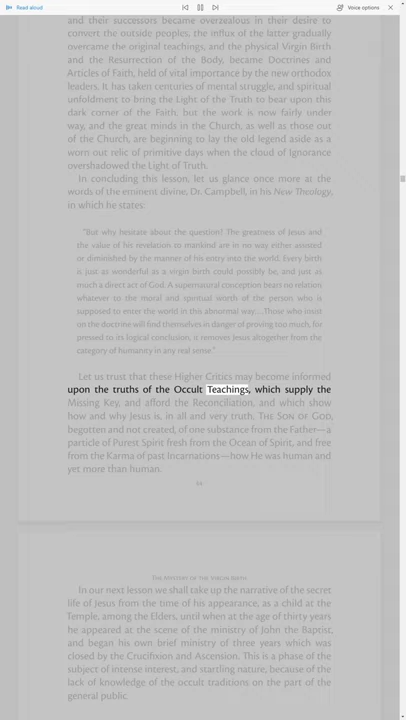 Read aloud
Voice options
and their successors became overzealous in their desire to
convert the outside peoples, the influx of the latter gradually
overcame the original teachings, and the physical Virgin Birth
and the Resurrection of the Body, became Doctrines and
Articles of Faith, held of vital importance by the new orthodox
leaders. It has taken centuries of mental struggle, and spiritual
unfoldment to bring the Light of the Truth to bear upon this
dark corner of the Faith, but the work is now fairly under
way, and the great minds in the Church, as well as those out
of the Church, are beginning to lay the old legend aside as a
worn out relic of primitive days when the cloud of Ignorance
overshadowed the Light of Truth.
In concluding this lesson, let us glance once more at the
words of the eminent divine, Dr. Campbell, in his New Theology,
in which he states:
"But why hesitate about the question? The greatness of Jesus and
the value of his revelation to mankind are in no way either assisted
or diminished by the manner of his entry into the world. Every birth
is just as wonderful as a virgin birth could possibly be, and just as
much a direct act of God. A supernatural conception bears no relation
whatever to the moral and spiritual worth of the person who is
supposed to enter the world in this abnormal way....Those who insist
on the doctrine will find themselves in danger of proving too much, for
pressed to its logical conclusion, it removes Jesus altogether from the
category of humanity in any real sense."
Let us trust that these Higher Critics may become informed
upon the truths of the Occult Teachings, which supply the
Missing Key, and afford the Reconciliation, and which show
how and why Jesus is, in all and very truth, THE SON OF GOD,
begotten and not created, of one substance from the Father—a
particle of Purest Spirit fresh from the Ocean of Spirit, and free
from the Karma of past Incarnations—how He was human and
yet more than human.
THE MYSTERY OF THE VIRGIN BIRTH
In our next lesson we shall take up the narrative of the secret
life of Jesus from the time of his appearance, as a child at the
Temple, among the Elders, until when at the age of thirty years
he appeared at the scene of the ministry of John the Baptist,
and began his own brief ministry of three years which was
closed by the Crucifixion and Ascension. This is a phase of the
subject of intense interest, and startling nature, because of the
lack of knowledge of the occult traditions on the part of the
general public.